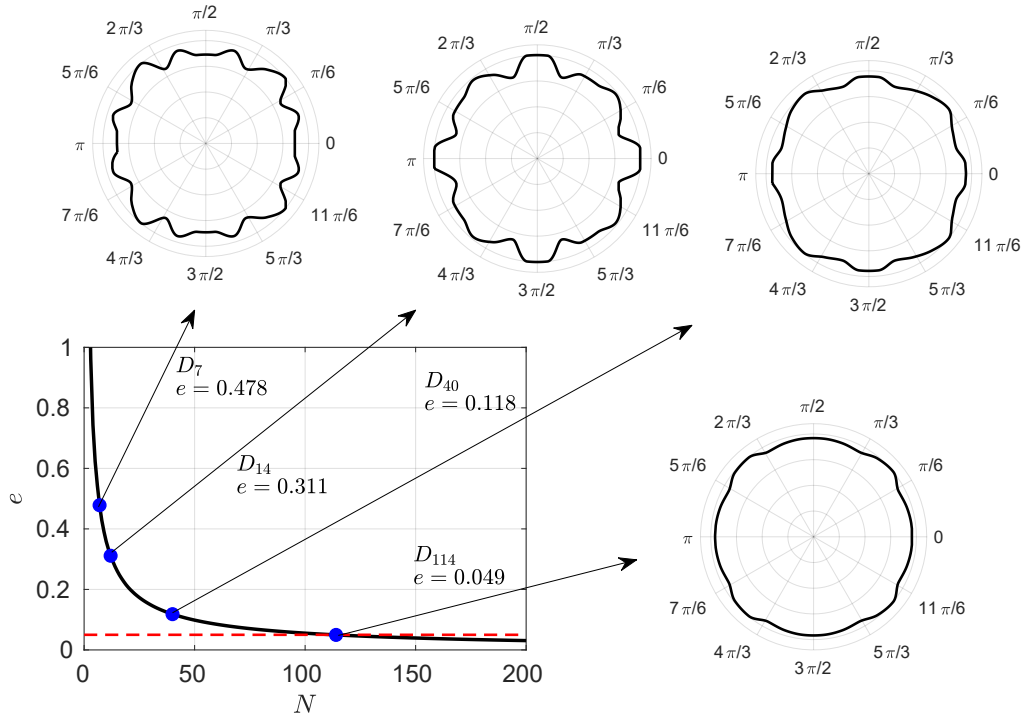 π/2
2π/3 π/3
5π/6 π/6
π 0
7π/6 11π/6
4π/3 5π/3
3π/2
π/2
2π/3 π/3
5π/6 π/6
π 0
7π/6 11π/6
4π/3 5π/3
3π/2
π/2
2π/3 π/3
5π/6 π/6
π 0
7π/6 11π/6
4π/3 5π/3
3π/2
1
0.8
0.6
0.4
0.2
0
e
D₇
e = 0.478
D₄₀
e = 0.118
D₁₄
e = 0.311
D₁₁₄
e = 0.049
0 50 100 150 200
N
π/2
2π/3 π/3
5π/6 π/6
π 0
7π/6 11π/6
4π/3 5π/3
3π/2